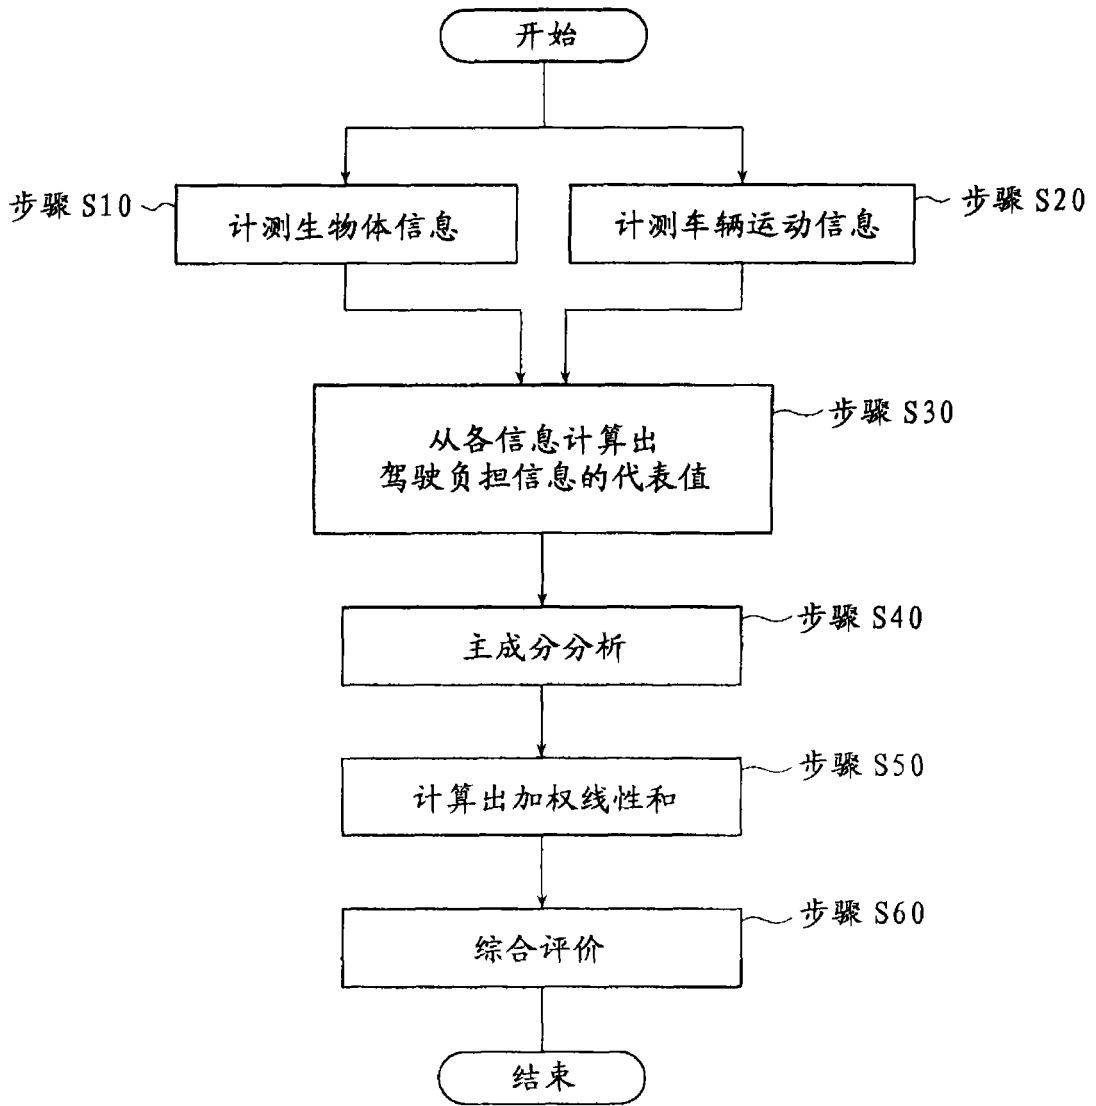 开始
步骤 S10
计测生物体信息
计测车辆运动信息
步骤 S20
从各信息计算出
驾驶负担信息的代表值
步骤 S30
主成分分析
步骤 S40
计算出加权线性和
步骤 S50
综合评价
步骤 S60
结束